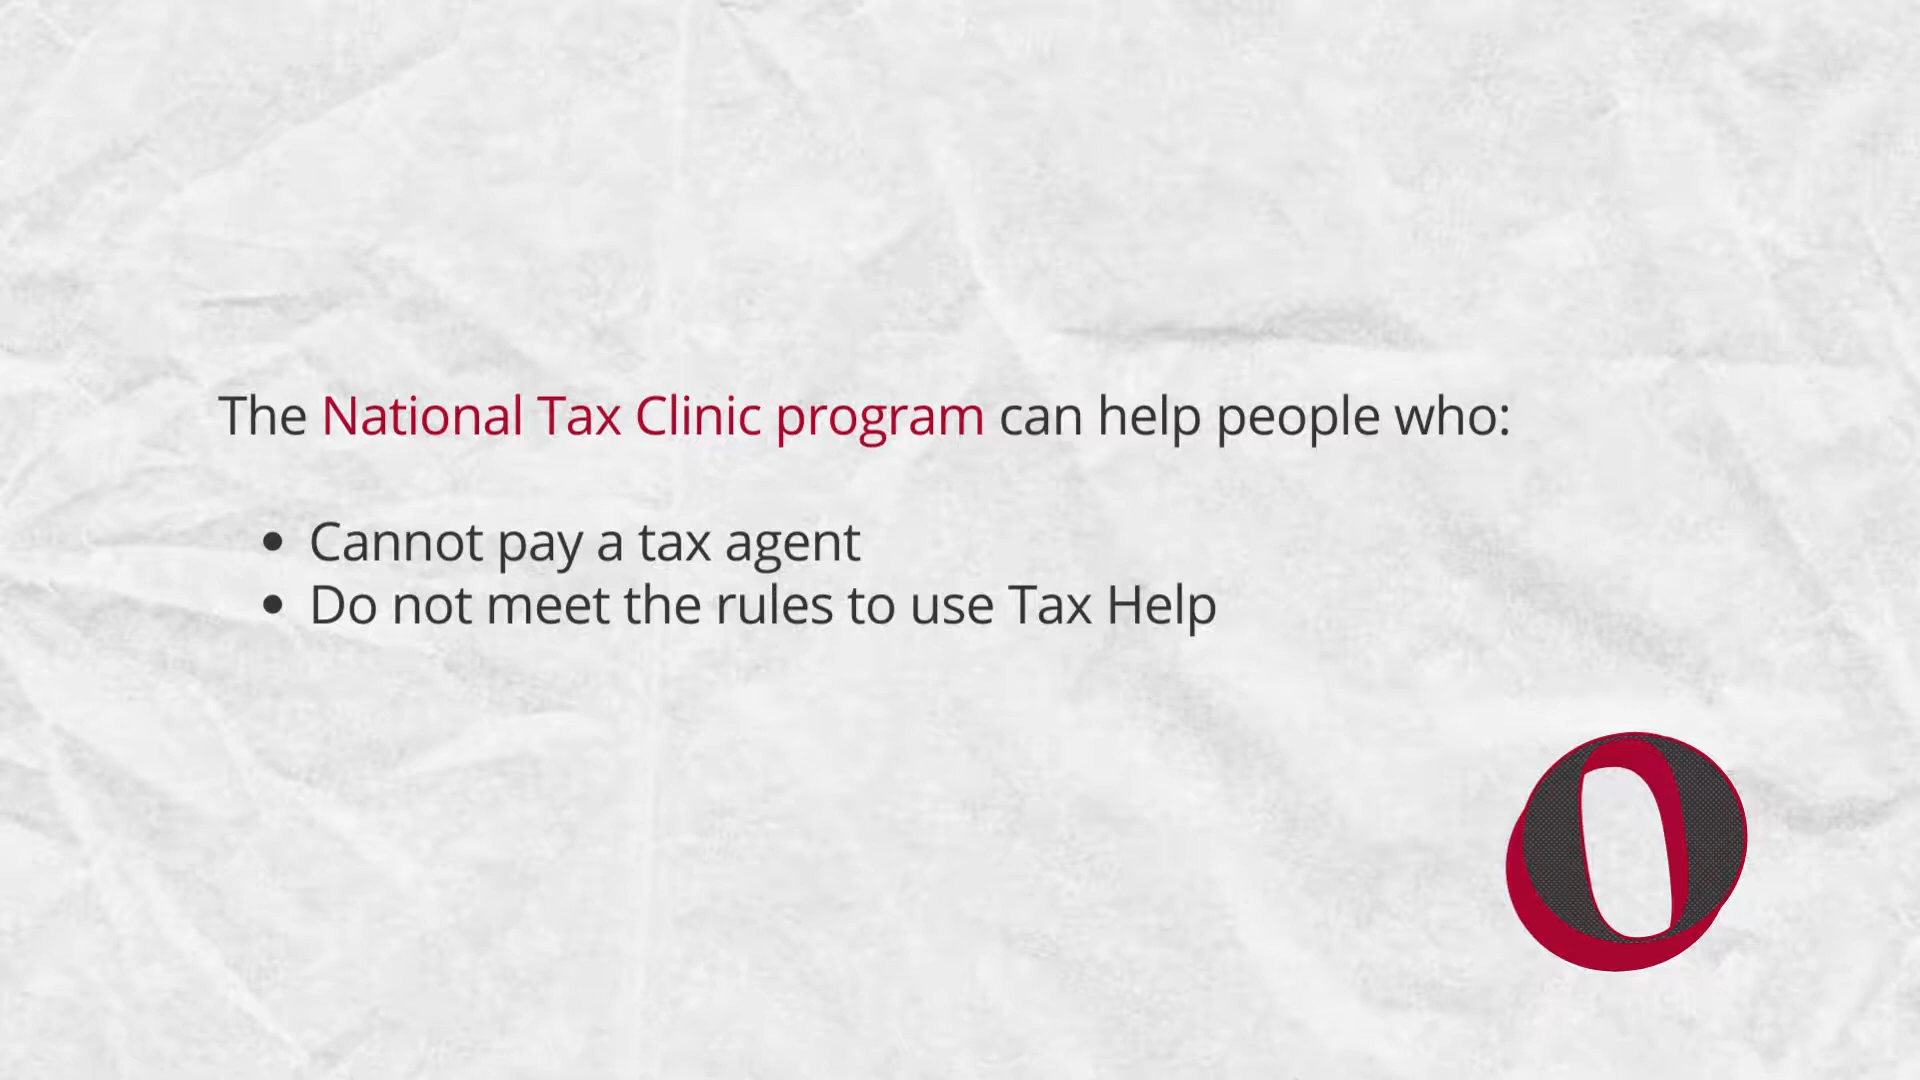 The National Tax Clinic program can help people who:
• Cannot pay a tax agent
• Do not meet the rules to use Tax Help